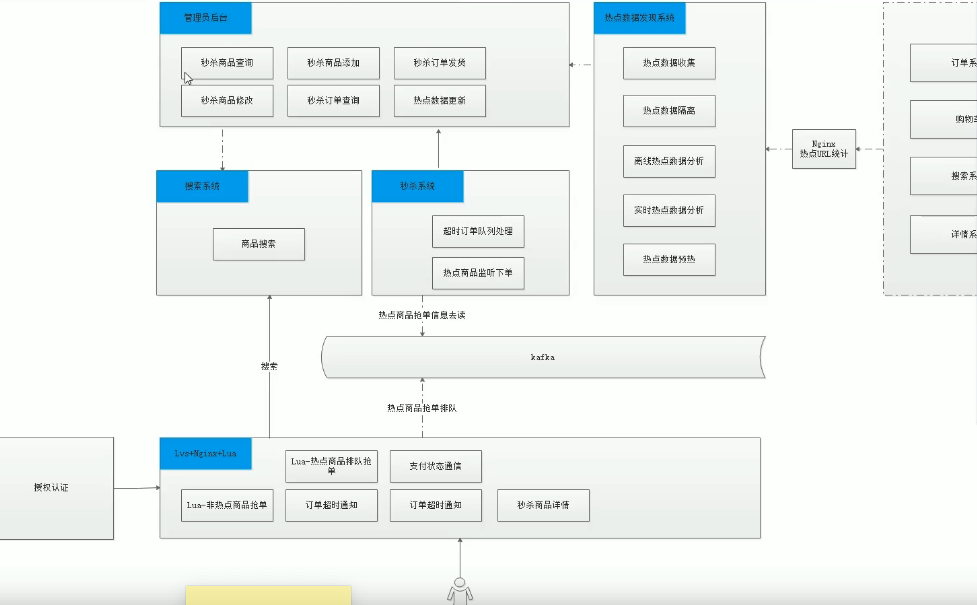 管理员后台
秒杀商品查询
秒杀商品添加
秒杀订单发货
秒杀商品修改
秒杀订单查询
热点数据更新
热点数据发现系统
热点数据收集
热点数据隔离
离线热点数据分析
实时热点数据分析
热点数据预热
Nginx
热点URL统计
订单系
购物车
搜索系
详情系
搜索系统
商品搜索
秒杀系统
超时订单队列处理
热点商品监听下单
热点商品抢单信息去读
kafka
搜索
热点商品抢单排队
授权认证
Lvs+Nginx+Lua
Lua-热点商品排队抢
单
支付状态通信
Lua-非热点商品抢单
订单超时通知
订单超时通知
秒杀商品详情